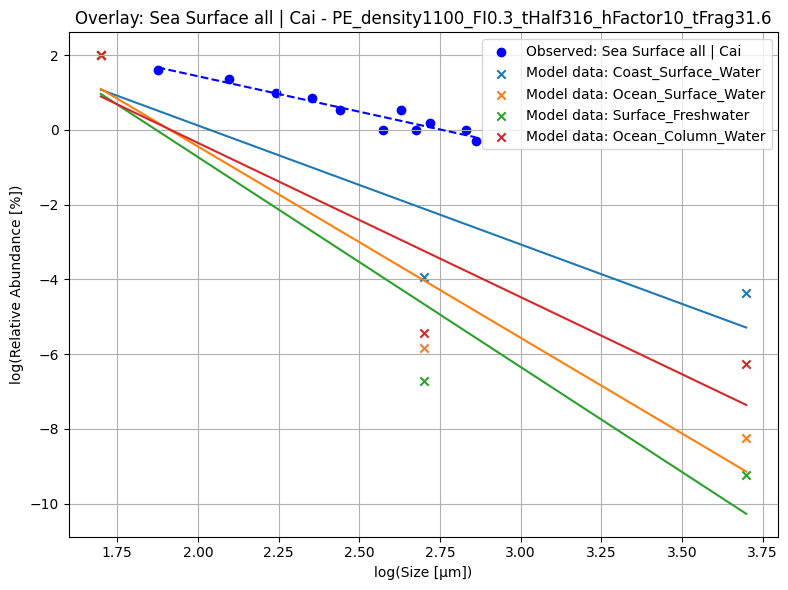 Overlay: Sea Surface all | Cai - PE_density1100_FI0.3_tHalf316_hFactor10_tFrag31.6
Observed: Sea Surface all | Cai
Model data: Coast_Surface_Water
Model data: Ocean_Surface_Water
Model data: Surface_Freshwater
Model data: Ocean_Column_Water
log(Relative Abundance [%])
2
0
−2
−4
−6
−8
−10
1.75 2.00 2.25 2.50 2.75 3.00 3.25 3.50 3.75
log(Size [μm])